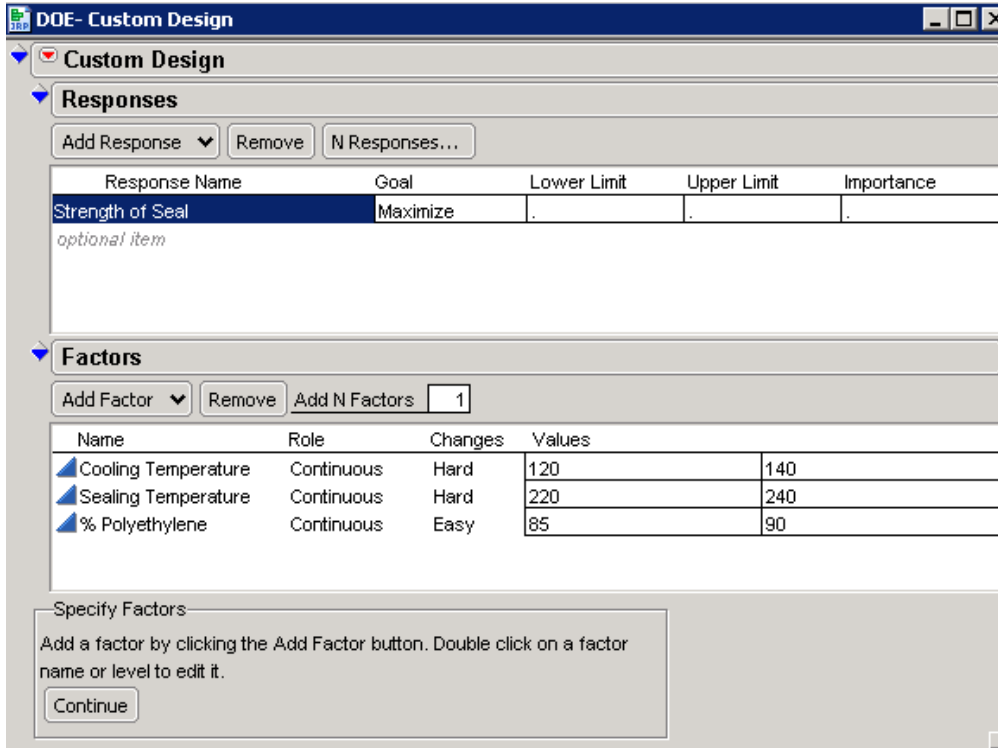 DOE- Custom Design
Custom Design
Responses
Add Response Remove N Responses...
Response Name Goal Lower Limit Upper Limit Importance
Strength of Seal Maximize . . .
optional item
Factors
Add Factor Remove Add N Factors 1
Name Role Changes Values
Cooling Temperature Continuous Hard 120 140
Sealing Temperature Continuous Hard 220 240
% Polyethylene Continuous Easy 85 90
Specify Factors
Add a factor by clicking the Add Factor button. Double click on a factor
name or level to edit it.
Continue